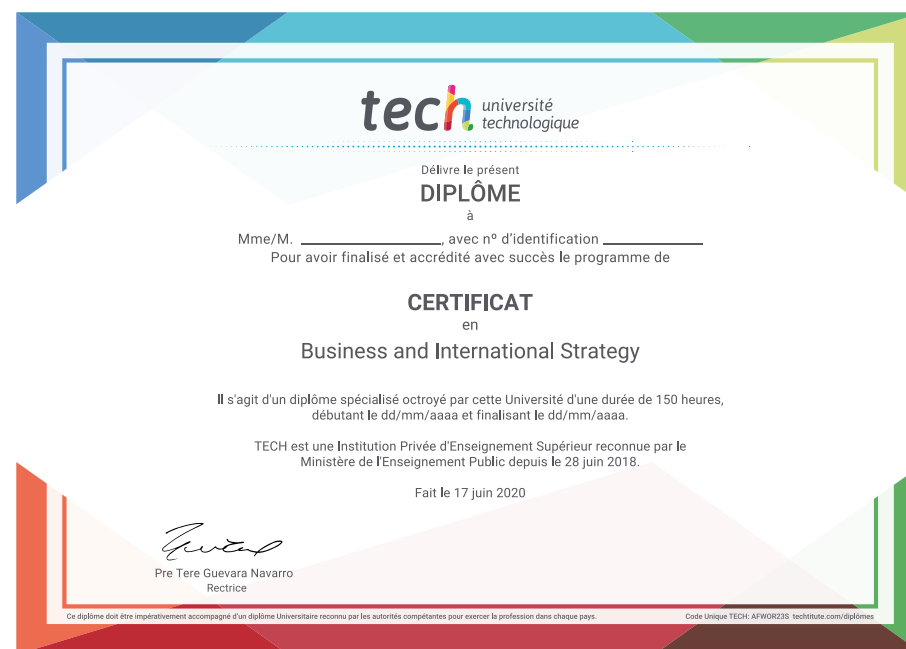 tech université
technologique
Délivre le présent
DIPLÔME
à
Mme/M. ____________________, avec nº d'identification ______________
Pour avoir finalisé et accrédité avec succès le programme de
CERTIFICAT
en
Business and International Strategy
Il s'agit d'un diplôme spécialisé octroyé par cette Université d'une durée de 150 heures,
débutant le dd/mm/aaaa et finalisant le dd/mm/aaaa.
TECH est une Institution Privée d'Enseignement Supérieur reconnue par le
Ministère de l'Enseignement Public depuis le 28 juin 2018.
Fait le 17 juin 2020
Pre Tere Guevara Navarro
Rectrice
Ce diplôme doit être impérativement accompagné d'un diplôme Universitaire reconnu par les autorités compétantes pour exercer la profession dans chaque pays.
Code Unique TECH: AFWOR23S techtitute.com/diplômes